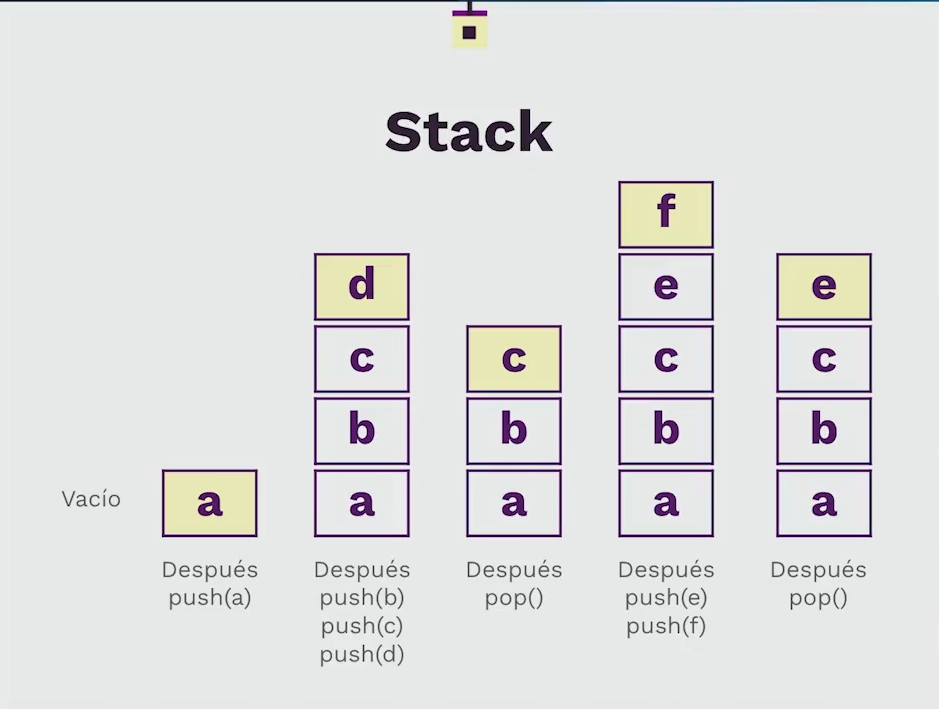 Stack
Vacío
a
Después
push(a)
d
c
b
a
Después
push(b)
push(c)
push(d)
c
b
a
Después
pop()
f
e
c
b
a
Después
push(e)
push(f)
e
c
b
a
Después
pop()